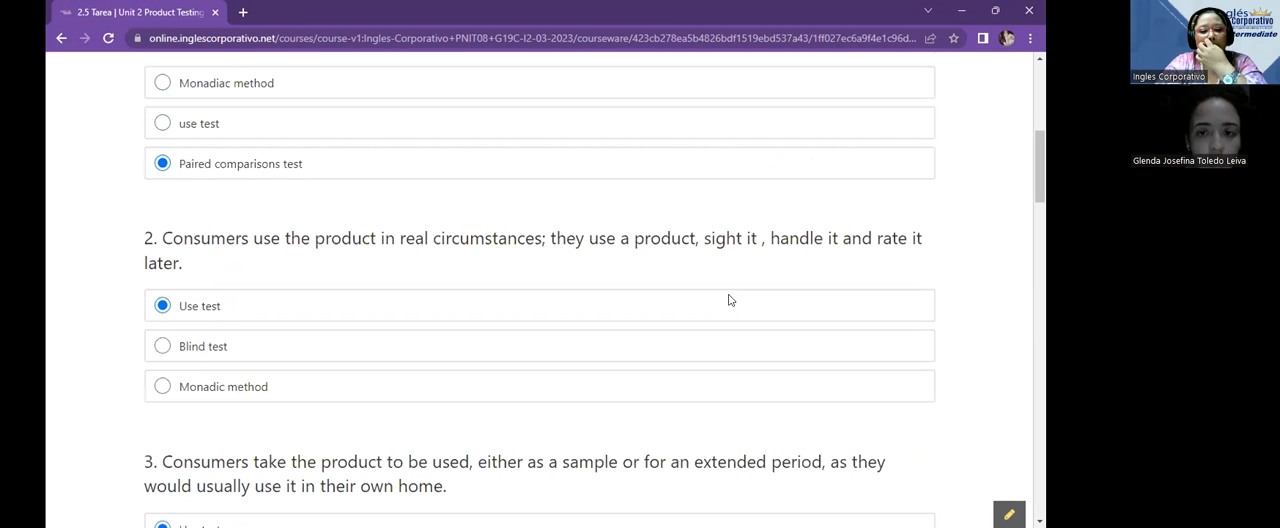 2.5 Tarea | Unit 2 Product Testing
online.inglescorporativo.net/courses/course-v1:Ingles-Corporativo+PNIT08+G19C-I2-03-2023/courseware/423cb278ea5b4826bdf1519ebd537a43/1ff027ec6a9f4e1c96d...
Monadiac method
use test
Paired comparisons test
2. Consumers use the product in real circumstances; they use a product, sight it , handle it and rate it
later.
Use test
Blind test
Monadic method
3. Consumers take the product to be used, either as a sample or for an extended period, as they
would usually use it in their own home.
Ingles Corporativo
Glenda Josefina Toledo Leiva